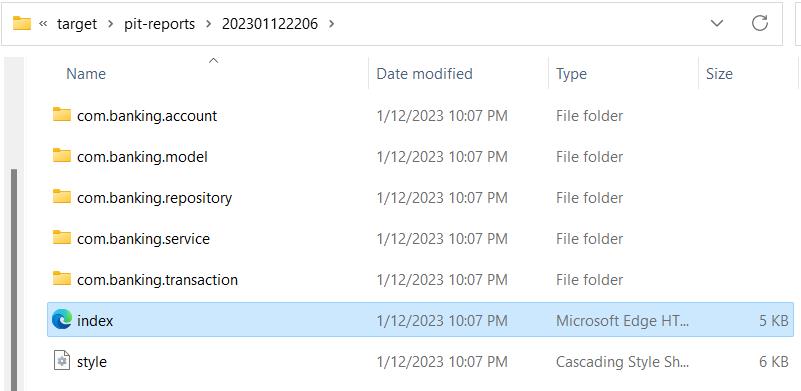 « target > pit-reports > 202301122206 >
Name Date modified Type Size
com.banking.account 1/12/2023 10:07 PM File folder
com.banking.model 1/12/2023 10:07 PM File folder
com.banking.repository 1/12/2023 10:07 PM File folder
com.banking.service 1/12/2023 10:07 PM File folder
com.banking.transaction 1/12/2023 10:07 PM File folder
index 1/12/2023 10:07 PM Microsoft Edge HT... 5 KB
style 1/12/2023 10:07 PM Cascading Style Sh... 6 KB